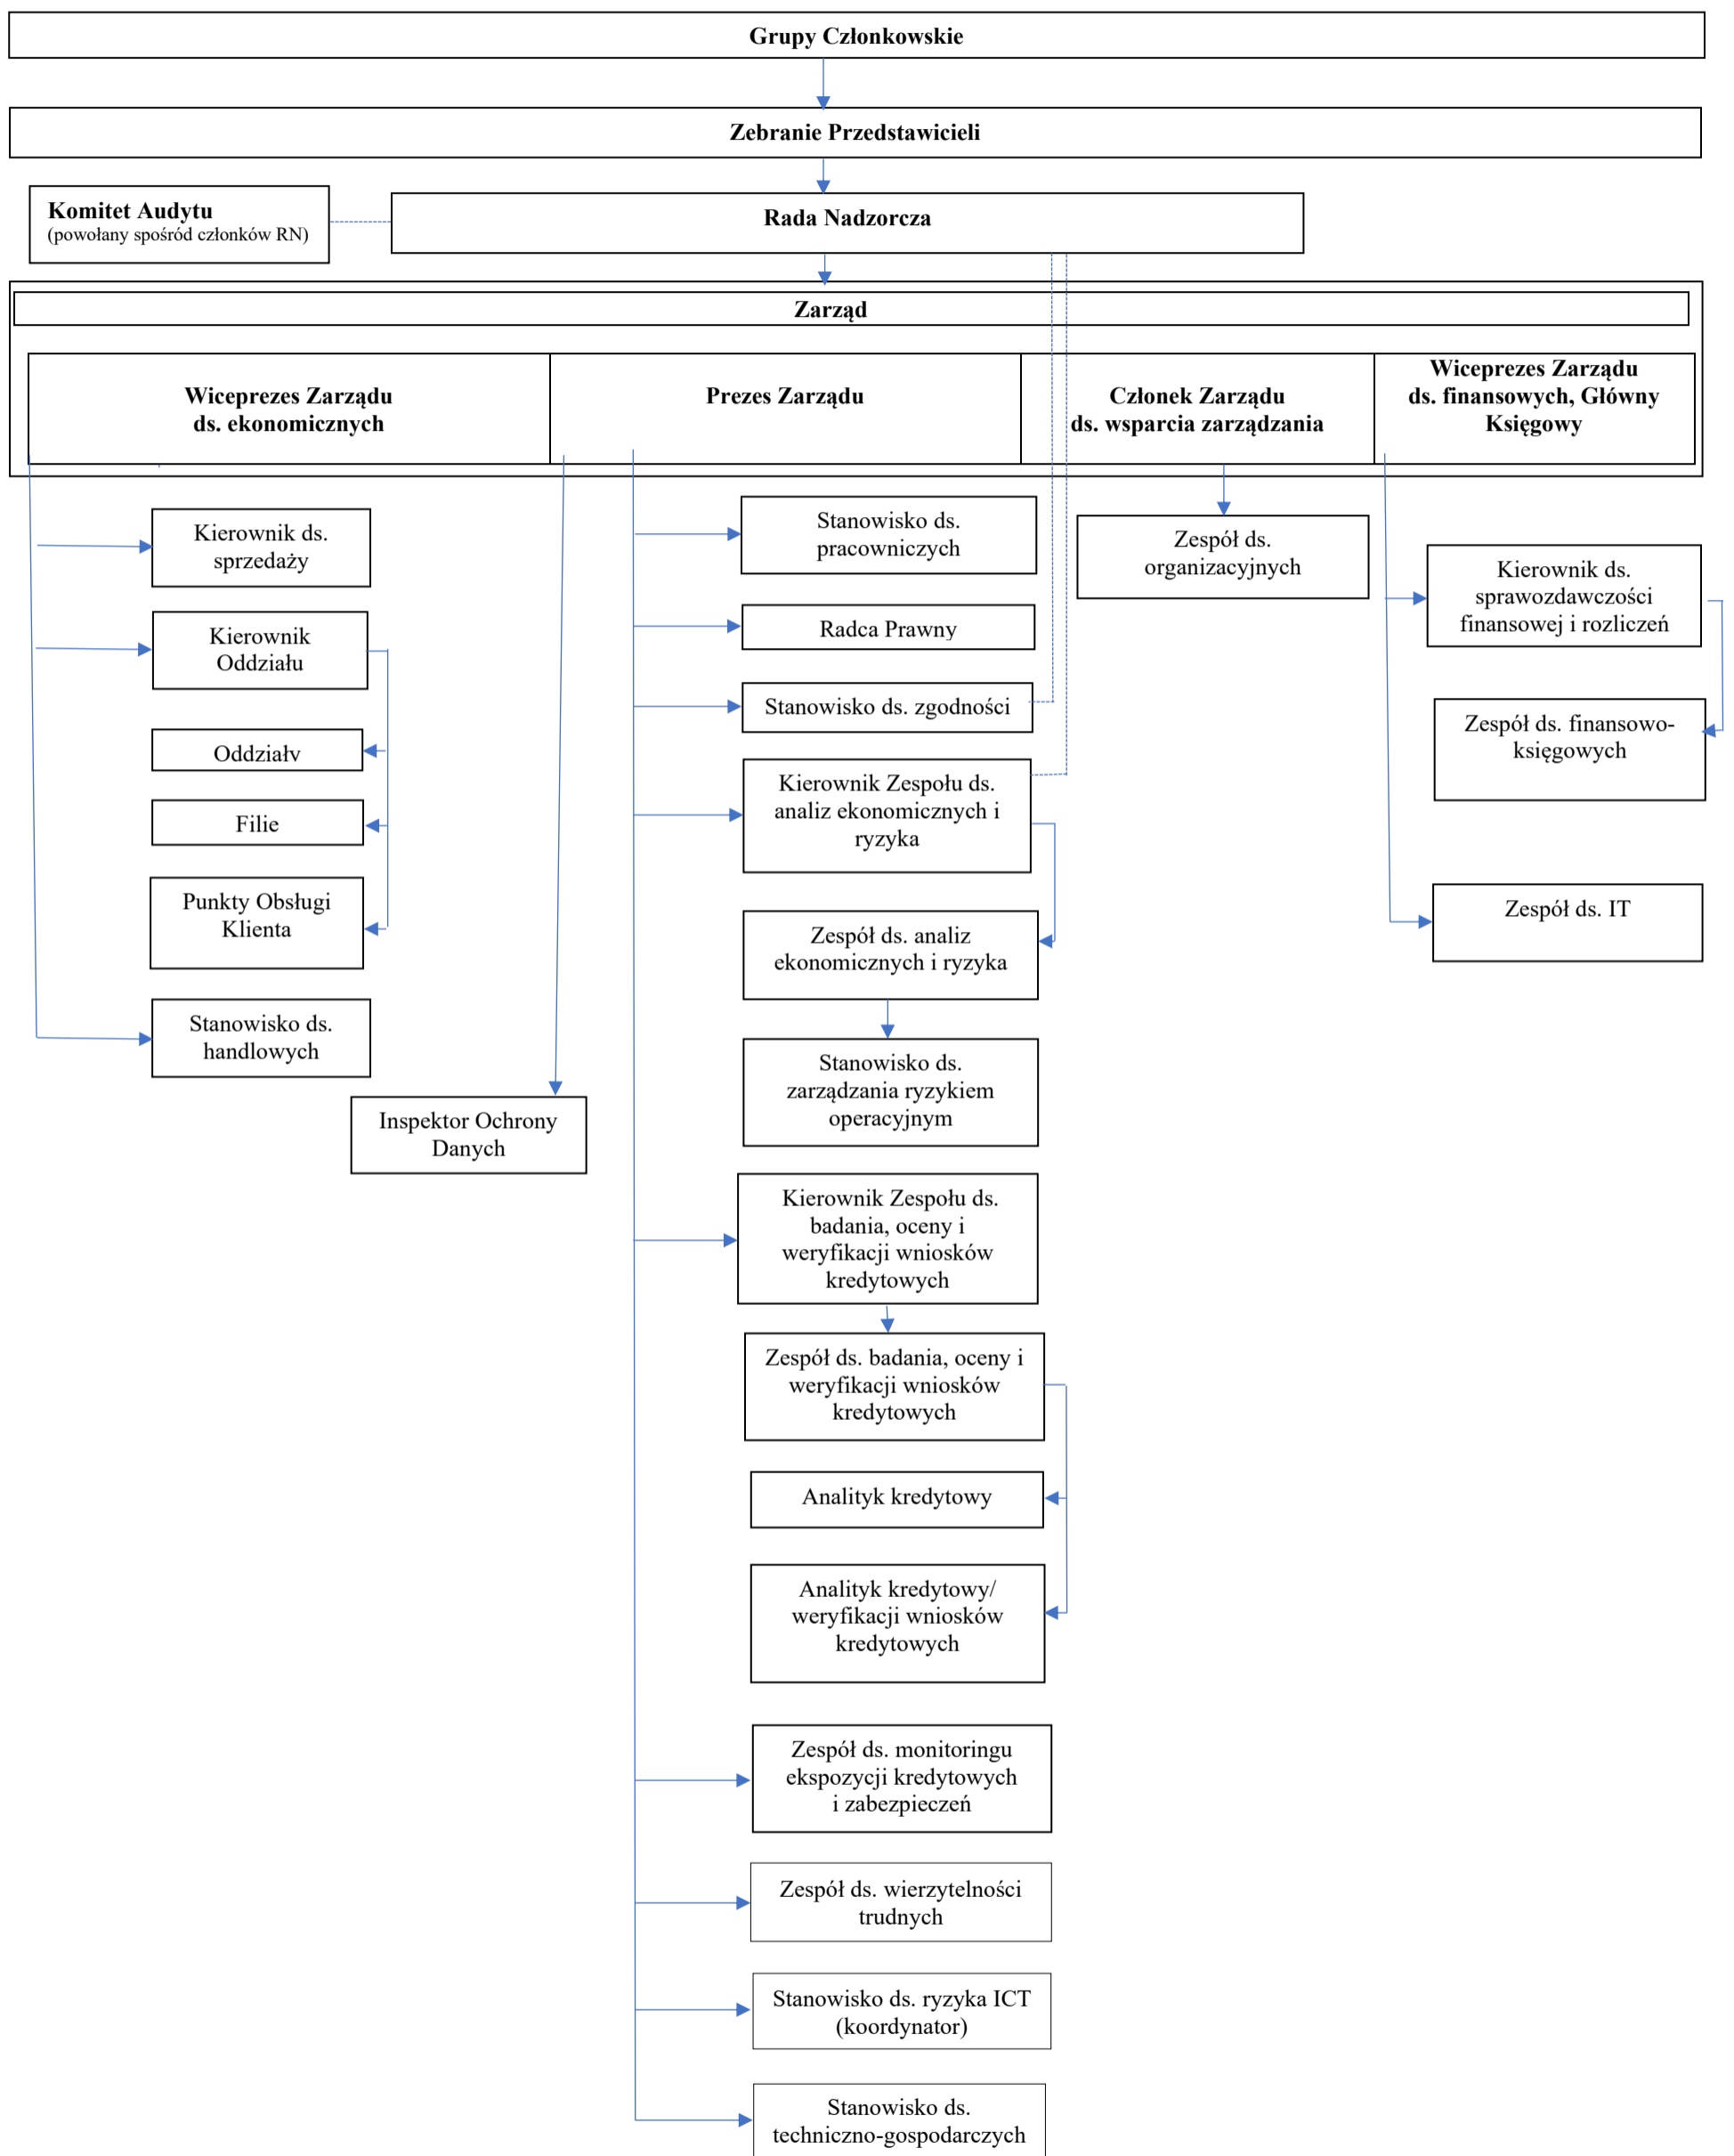 Grupy Członkowskie
Zebranie Przedstawicieli
Komitet Audytu
(powołany spośród członków RN)
Rada Nadzorcza
Zarząd
Wiceprezes Zarządu
ds. ekonomicznych
Prezes Zarządu
Członek Zarządu
ds. wsparcia zarządzania
Wiceprezes Zarządu
ds. finansowych, Główny
Księgowy
Kierownik ds.
sprzedaży
Kierownik
Oddziału
Oddziały
Filie
Punkty Obsługi
Klienta
Stanowisko ds.
handlowych
Inspektor Ochrony
Danych
Stanowisko ds.
pracowniczych
Radca Prawny
Stanowisko ds. zgodności
Kierownik Zespołu ds.
analiz ekonomicznych i
ryzyka
Zespół ds. analiz
ekonomicznych i ryzyka
Stanowisko ds.
zarządzania ryzykiem
operacyjnym
Kierownik Zespołu ds.
badania, oceny i
weryfikacji wniosków
kredytowych
Zespół ds. badania, oceny i
weryfikacji wniosków
kredytowych
Analityk kredytowy
Analityk kredytowy/
weryfikacji wniosków
kredytowych
Zespół ds. monitoringu
ekspozycji kredytowych
i zabezpieczeń
Zespół ds. wierzytelności
trudnych
Stanowisko ds. ryzyka ICT
(koordynator)
Stanowisko ds.
techniczno-gospodarczych
Zespół ds.
organizacyjnych
Kierownik ds.
sprawozdawczości
finansowej i rozliczeń
Zespół ds. finansowo-
księgowych
Zespół ds. IT